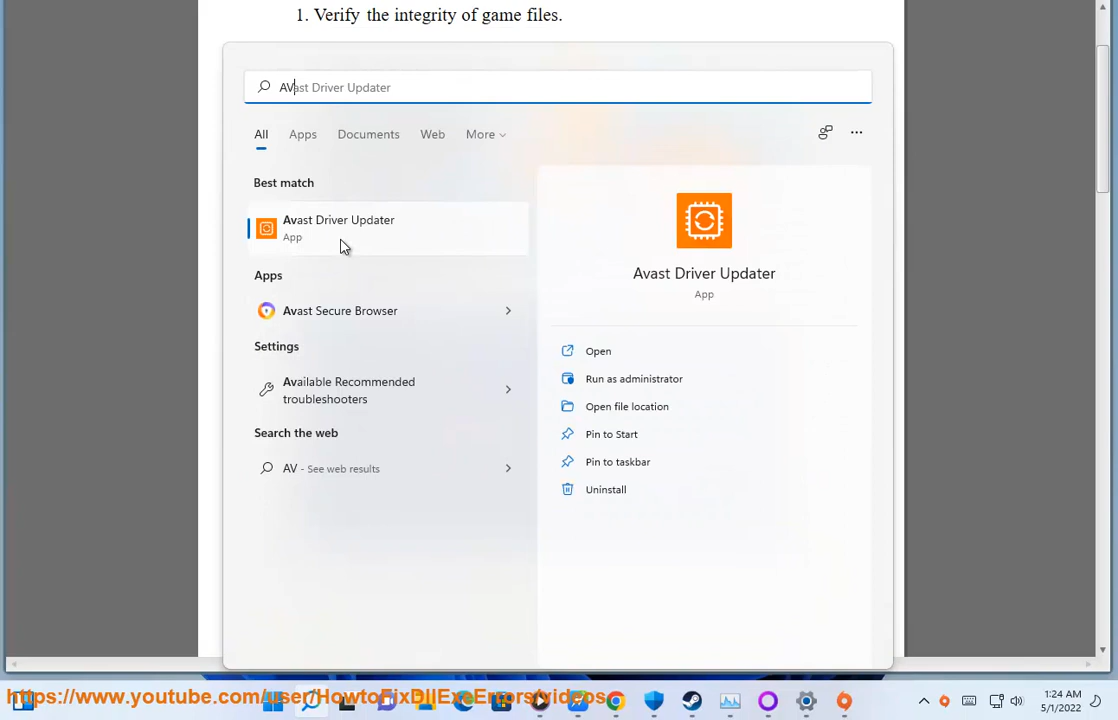 1. Verify the integrity of game files.
AVast Driver Updater
All Apps Documents Web More
Best match
Avast Driver Updater
App
Apps
Avast Secure Browser
Settings
Available Recommended
troubleshooters
Search the web
AV - See web results
Avast Driver Updater
App
Open
Run as administrator
Open file location
Pin to Start
Pin to taskbar
Uninstall
https://www.youtube.com/user/HowtoFixDllExeErrors/videos
1:24 AM
5/1/2022